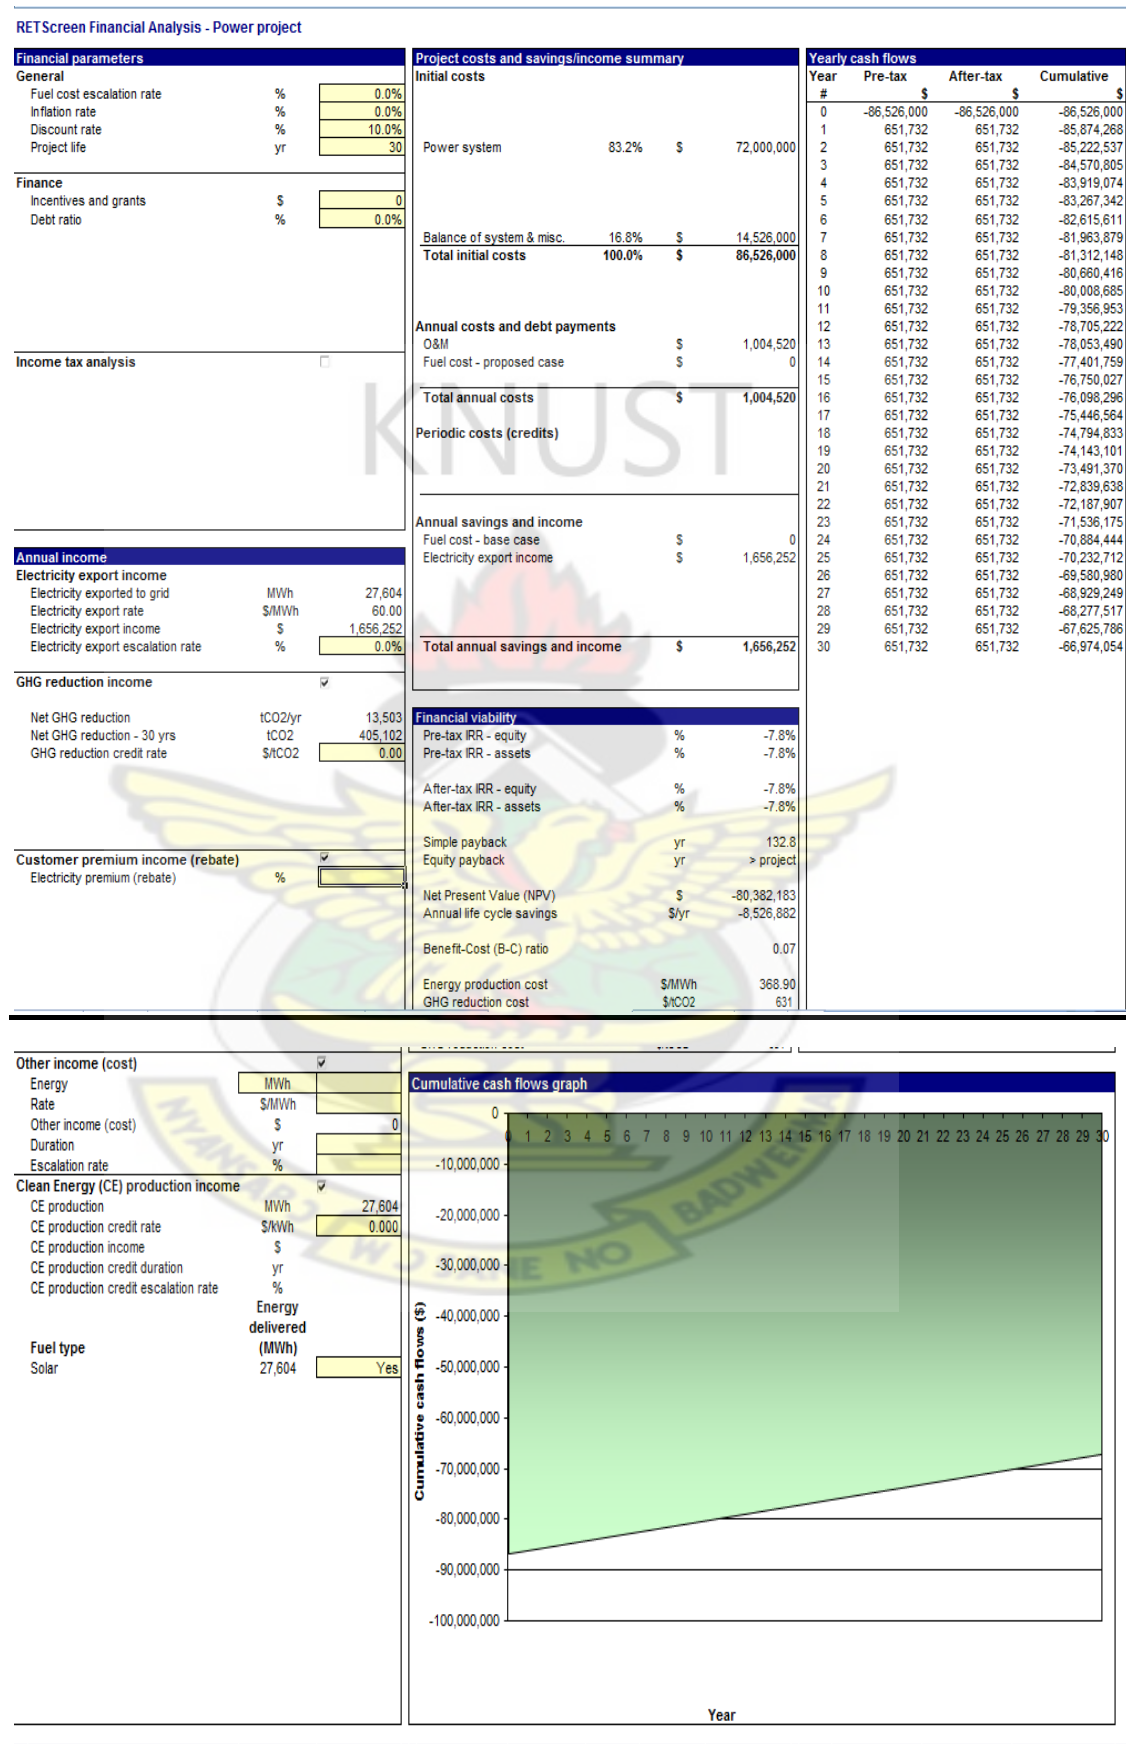 RETScreen Financial Analysis - Power project
Financial parameters
General
Fuel cost escalation rate % 0.0%
Inflation rate % 0.0%
Discount rate % 10.0%
Project life yr 30
Finance
Incentives and grants $ 0
Debt ratio % 0.0%
Income tax analysis
Annual income
Electricity export income
Electricity exported to grid MWh 27,604
Electricity export rate $/MWh 60.00
Electricity export income $ 1,656,252
Electricity export escalation rate % 0.0%
GHG reduction income
Net GHG reduction tCO2/yr 13,503
Net GHG reduction - 30 yrs tCO2 405,102
GHG reduction credit rate $/tCO2 0.00
Customer premium income (rebate)
Electricity premium (rebate) %
Project costs and savings/income summary
Initial costs
Power system 83.2% $ 72,000,000
Balance of system & misc. 16.8% $ 14,526,000
Total initial costs 100.0% $ 86,526,000
Annual costs and debt payments
O&M $ 1,004,520
Fuel cost - proposed case $ 0
Total annual costs $ 1,004,520
Periodic costs (credits)
Annual savings and income
Fuel cost - base case $ 0
Electricity export income $ 1,656,252
Total annual savings and income $ 1,656,252
Financial viability
Pre-tax IRR - equity % -7.8%
Pre-tax IRR - assets % -7.8%
After-tax IRR - equity % -7.8%
After-tax IRR - assets % -7.8%
Simple payback yr 132.8
Equity payback yr > project
Net Present Value (NPV) $ -80,382,183
Annual life cycle savings $/yr -8,526,882
Benefit-Cost (B-C) ratio 0.07
Energy production cost $/MWh 368.90
GHG reduction cost $/tCO2 631
Yearly cash flows
Year Pre-tax After-tax Cumulative
# $ $ $
0 -86,526,000 -86,526,000 -86,526,000
1 651,732 651,732 -85,874,268
2 651,732 651,732 -85,222,537
3 651,732 651,732 -84,570,805
4 651,732 651,732 -83,919,074
5 651,732 651,732 -83,267,342
6 651,732 651,732 -82,615,611
7 651,732 651,732 -81,963,879
8 651,732 651,732 -81,312,148
9 651,732 651,732 -80,660,416
10 651,732 651,732 -80,008,685
11 651,732 651,732 -79,356,953
12 651,732 651,732 -78,705,222
13 651,732 651,732 -78,053,490
14 651,732 651,732 -77,401,759
15 651,732 651,732 -76,750,027
16 651,732 651,732 -76,098,296
17 651,732 651,732 -75,446,564
18 651,732 651,732 -74,794,833
19 651,732 651,732 -74,143,101
20 651,732 651,732 -73,491,370
21 651,732 651,732 -72,839,638
22 651,732 651,732 -72,187,907
23 651,732 651,732 -71,536,175
24 651,732 651,732 -70,884,444
25 651,732 651,732 -70,232,712
26 651,732 651,732 -69,580,980
27 651,732 651,732 -68,929,249
28 651,732 651,732 -68,277,517
29 651,732 651,732 -67,625,786
30 651,732 651,732 -66,974,054
KNUST
Other income (cost)
Energy MWh
Rate $/MWh
Other income (cost) $ 0
Duration yr
Escalation rate %
Clean Energy (CE) production income
CE production MWh 27,604
CE production credit rate $/kWh 0.000
CE production income $
CE production credit duration yr
CE production credit escalation rate %
Energy
delivered
Fuel type (MWh)
Solar 27,604 Yes
Cumulative cash flows graph
0
0 1 2 3 4 5 6 7 8 9 10 11 12 13 14 15 16 17 18 19 20 21 22 23 24 25 26 27 28 29 30
-10,000,000
-20,000,000
-30,000,000
-40,000,000
-50,000,000
-60,000,000
-70,000,000
-80,000,000
-90,000,000
-100,000,000
Cumulative cash flows ($)
Year
WƆ SANE NO BADWENMA